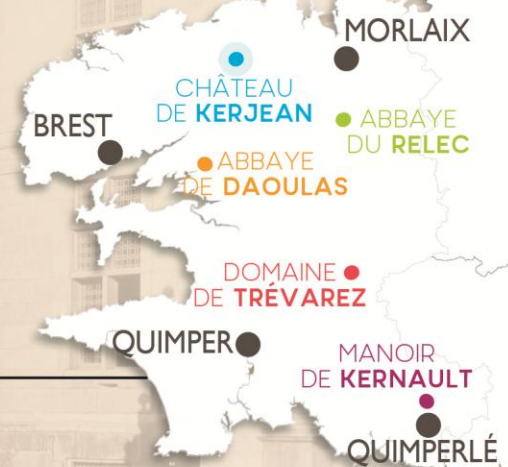 MORLAIX
CHÂTEAU
DE KERJEAN
BREST
ABBAYE
DU RELEC
ABBAYE
DE DAOULAS
DOMAINE
DE TRÉVAREZ
QUIMPER
MANOIR
DE KERNAULT
QUIMPERLÉ